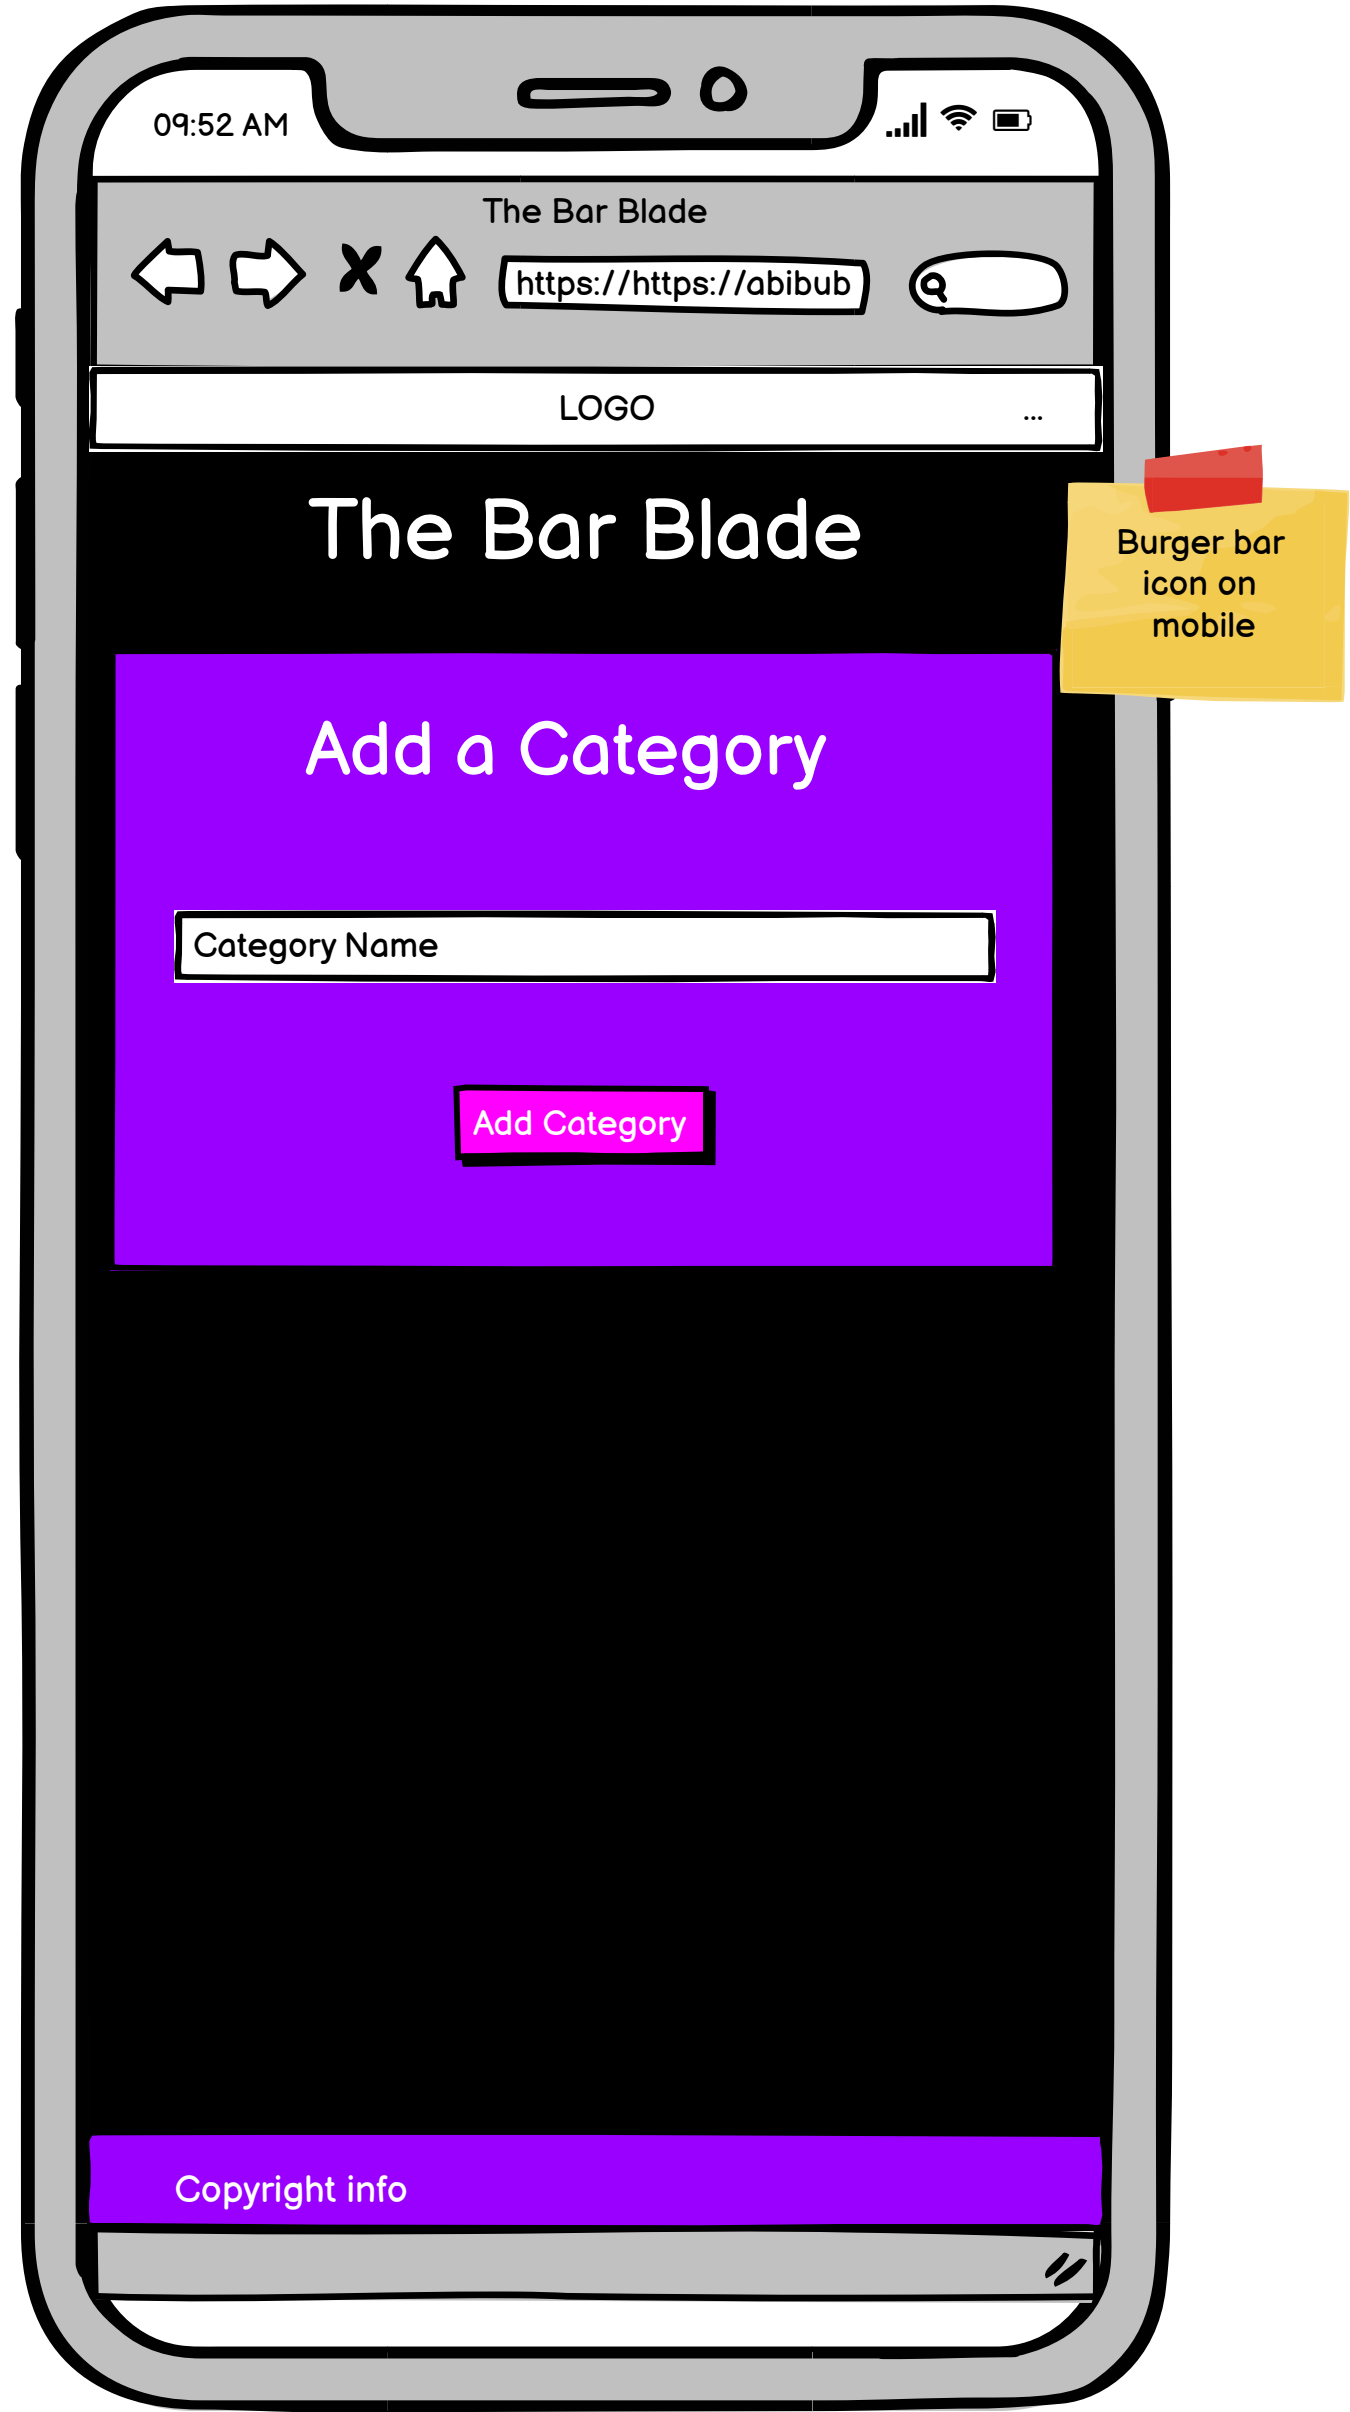 09:52 AM
The Bar Blade
https://https://abibub
LOGO
...
The Bar Blade
Burger bar
icon on
mobile
Add a Category
Category Name
Add Category
Copyright info